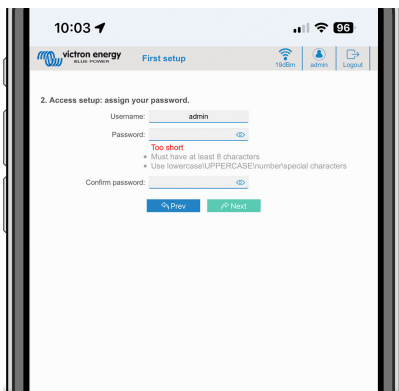 10:03
96
victron energy
BLUE POWER
First setup
19dBm
admin
Logout
2. Access setup: assign your password.
Username:
admin
Password:
Too short
Must have at least 8 characters
Use lowercase\UPPERCASE\number\special characters
Confirm password:
Prev
Next